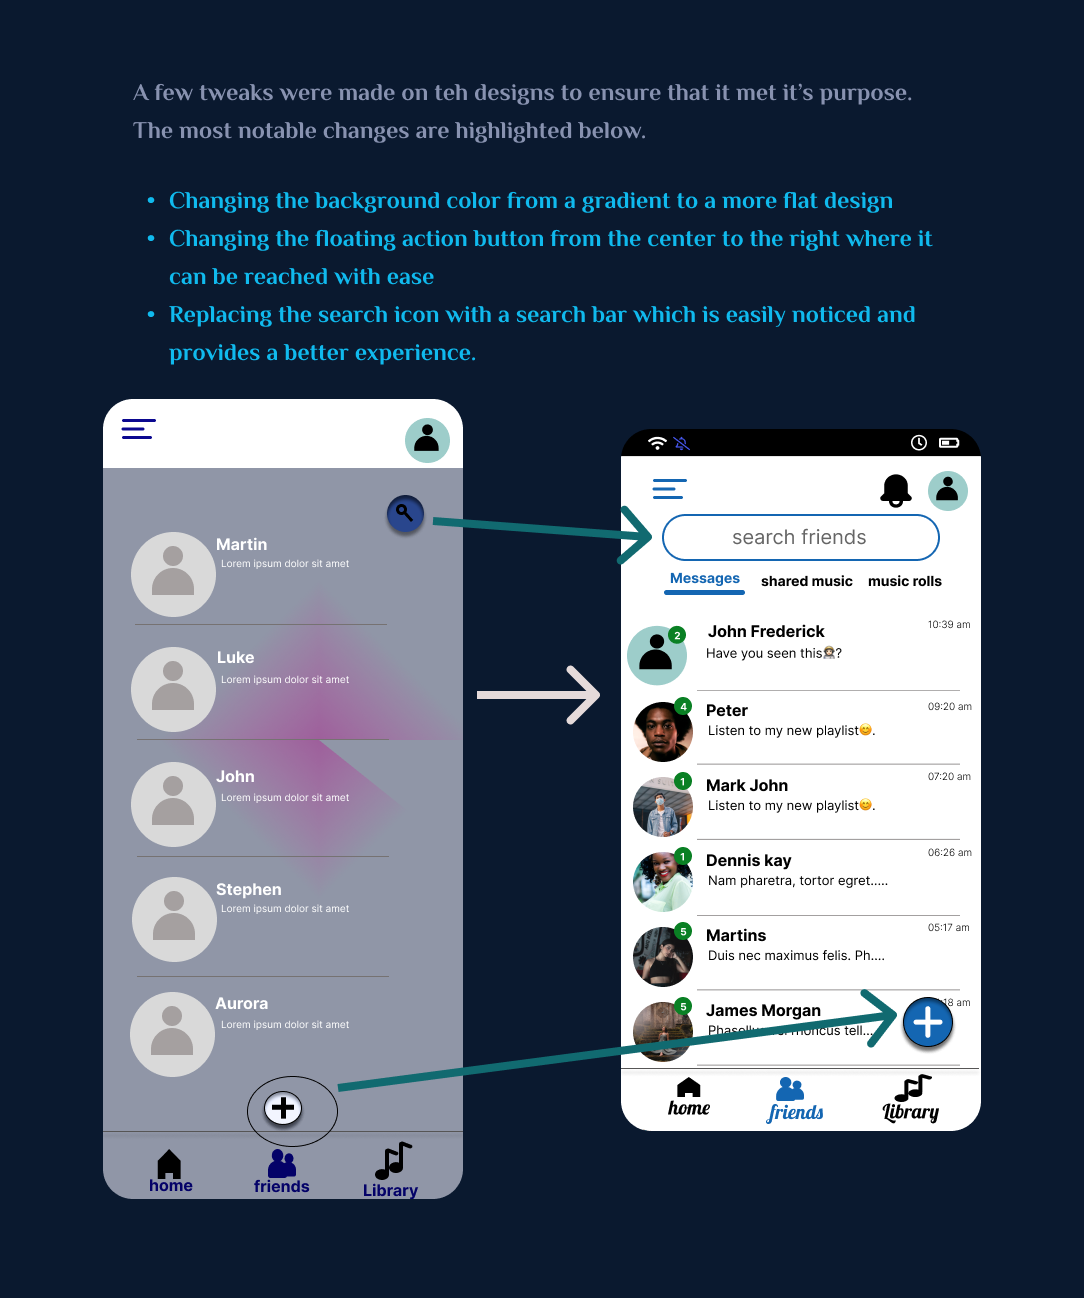 A few tweaks were made on teh designs to ensure that it met it's purpose.
The most notable changes are highlighted below.
• Changing the background color from a gradient to a more flat design
• Changing the floating action button from the center to the right where it
can be reached with ease
• Replacing the search icon with a search bar which is easily noticed and
provides a better experience.
Martin
Lorem ipsum dolor sit amet
Luke
Lorem ipsum dolor sit amet
John
Lorem ipsum dolor sit amet
Stephen
Lorem ipsum dolor sit amet
Aurora
Lorem ipsum dolor sit amet
home friends Library
search friends
Messages shared music music rolls
2 John Frederick 10:39 am
Have you seen this?
4 Peter 09:20 am
Listen to my new playlist😊.
1 Mark John 07:20 am
Listen to my new playlist😊.
1 Dennis kay 06:26 am
Nam pharetra, tortor egret.....
5 Martins 05:17 am
Duis nec maximus felis. Ph....
5 James Morgan :18 am
rhoncus tell...
home friends Library